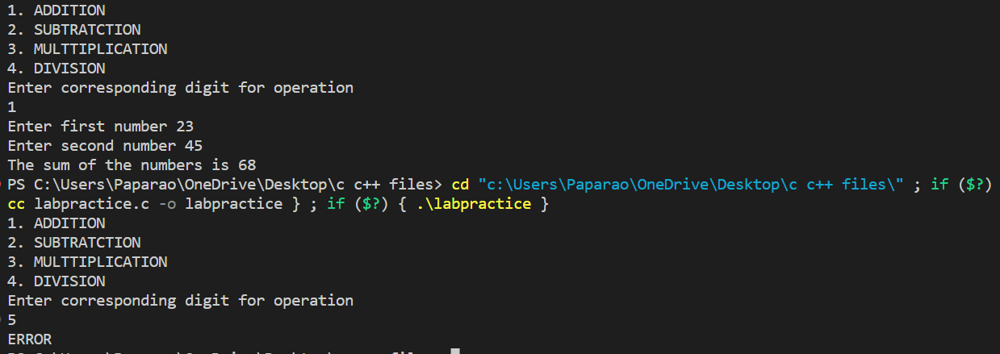 1. ADDITION
2. SUBTRATCTION
3. MULTTIPLICATION
4. DIVISION
Enter corresponding digit for operation
1
Enter first number 23
Enter second number 45
The sum of the numbers is 68
PS C:\Users\Paparao\OneDrive\Desktop\c c++ files> cd "c:\Users\Paparao\OneDrive\Desktop\c c++ files\" ; if ($?)
cc labpractice.c -o labpractice } ; if ($?) { .\labpractice }
1. ADDITION
2. SUBTRATCTION
3. MULTTIPLICATION
4. DIVISION
Enter corresponding digit for operation
5
ERROR